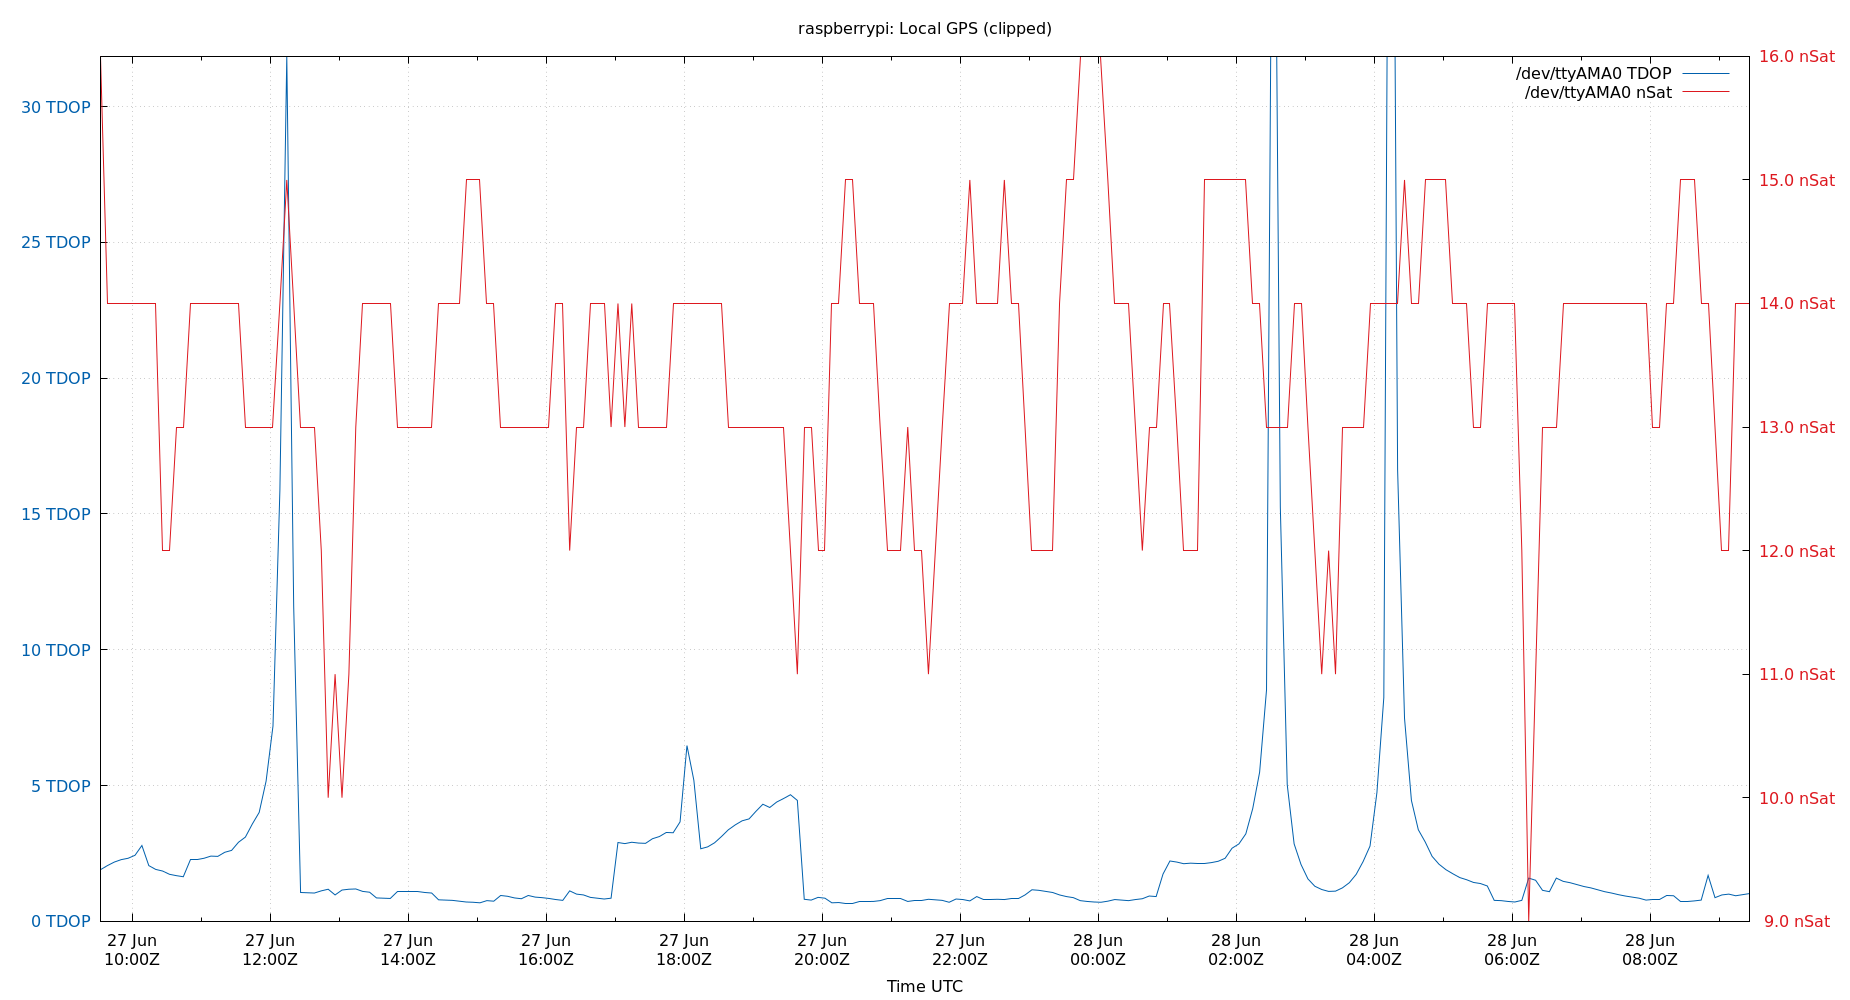 raspberrypi: Local GPS (clipped)
/dev/ttyAMA0 TDOP
/dev/ttyAMA0 nSat
30 TDOP
25 TDOP
20 TDOP
15 TDOP
10 TDOP
5 TDOP
0 TDOP
16.0 nSat
15.0 nSat
14.0 nSat
13.0 nSat
12.0 nSat
11.0 nSat
10.0 nSat
9.0 nSat
27 Jun
10:00Z
27 Jun
12:00Z
27 Jun
14:00Z
27 Jun
16:00Z
27 Jun
18:00Z
27 Jun
20:00Z
27 Jun
22:00Z
28 Jun
00:00Z
28 Jun
02:00Z
28 Jun
04:00Z
28 Jun
06:00Z
28 Jun
08:00Z
Time UTC